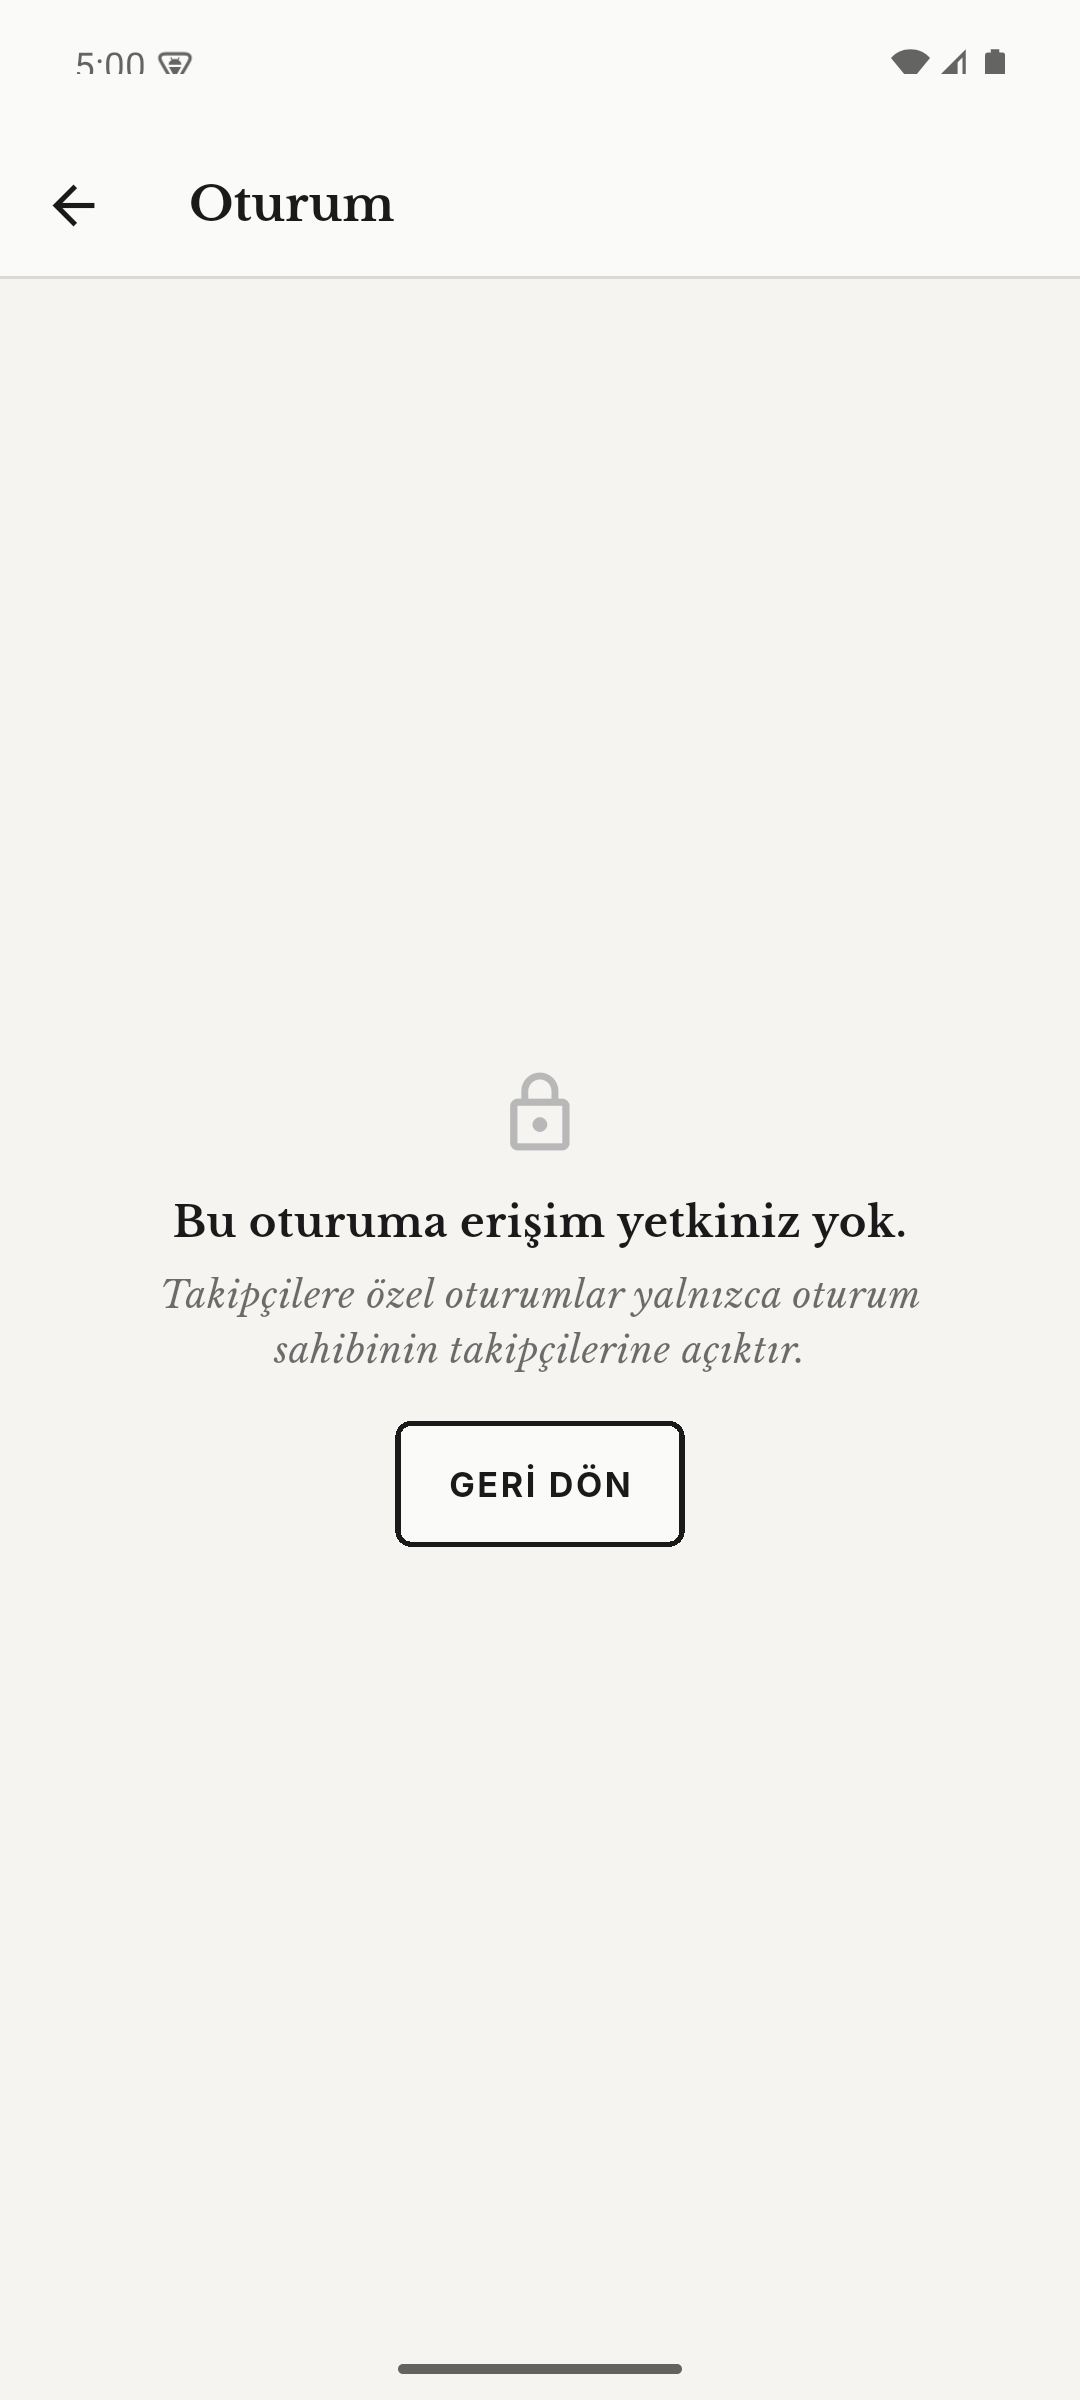 5:00
Oturum
Bu oturuma erişim yetkiniz yok.
Takipçilere özel oturumlar yalnızca oturum
sahibinin takipçilerine açıktır.
GERİ DÖN